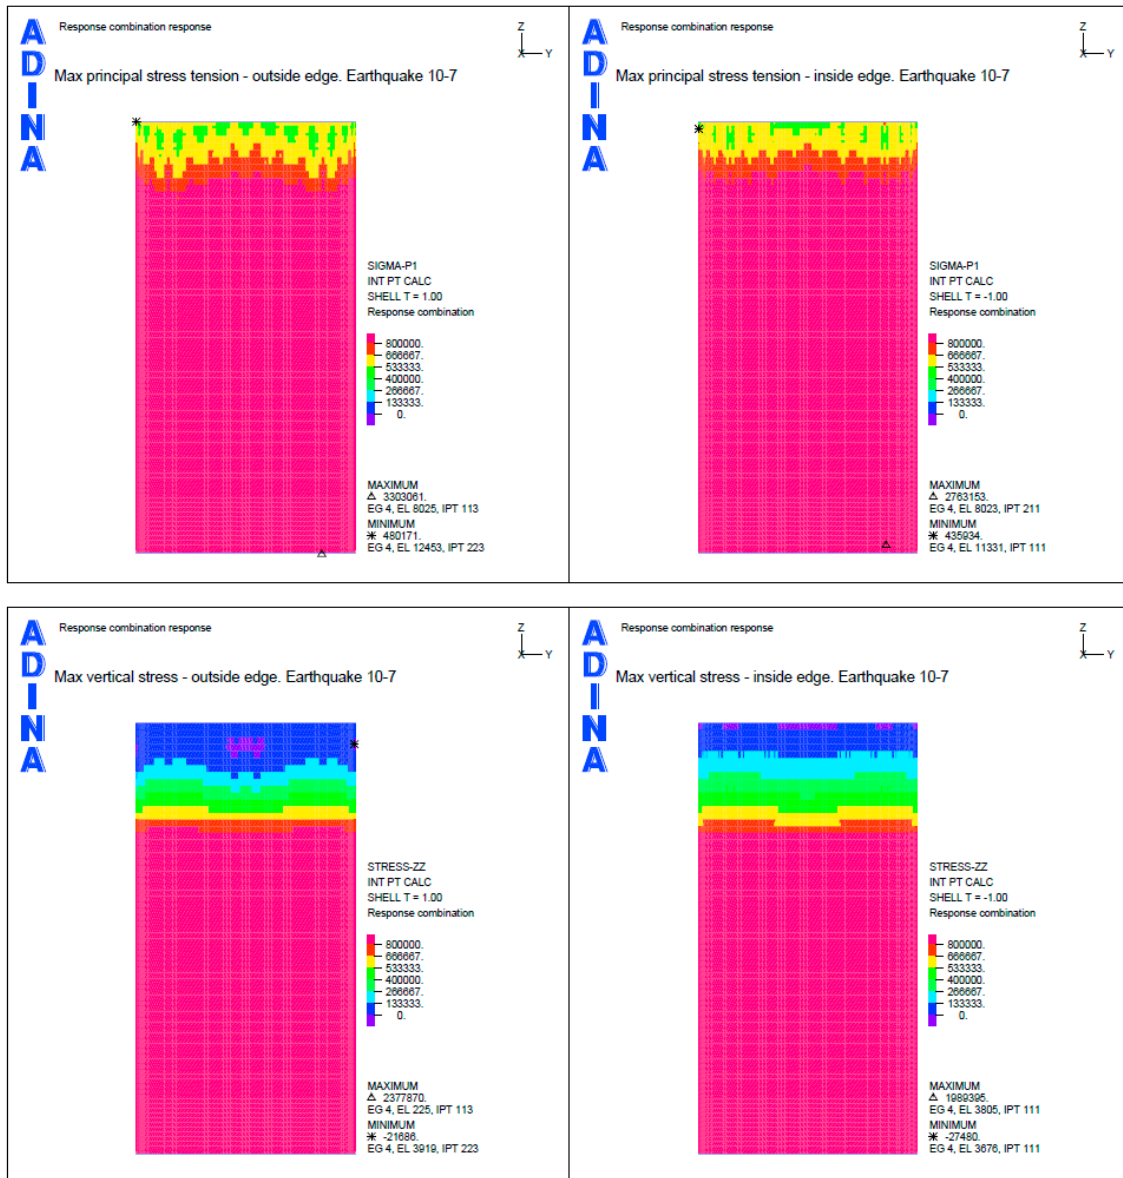 ADINA
Response combination response
Z
X Y
Max principal stress tension - outside edge. Earthquake 10-7
SIGMA-P1
INT PT CALC
SHELL T = 1.00
Response combination
800000.
666667.
533333.
400000.
266667.
133333.
0.
MAXIMUM
3303061.
EG 4, EL 8025, IPT 113
MINIMUM
480171.
EG 4, EL 12453, IPT 223
ADINA
Response combination response
Z
X Y
Max principal stress tension - inside edge. Earthquake 10-7
SIGMA-P1
INT PT CALC
SHELL T = -1.00
Response combination
800000.
666667.
533333.
400000.
266667.
133333.
0.
MAXIMUM
2763153.
EG 4, EL 8023, IPT 211
MINIMUM
435934.
EG 4, EL 11331, IPT 111
ADINA
Response combination response
Z
X Y
Max vertical stress - outside edge. Earthquake 10-7
STRESS-ZZ
INT PT CALC
SHELL T = 1.00
Response combination
800000.
666667.
533333.
400000.
266667.
133333.
0.
MAXIMUM
2377870.
EG 4, EL 225, IPT 113
MINIMUM
-21686.
EG 4, EL 3919, IPT 223
ADINA
Response combination response
Z
X Y
Max vertical stress - inside edge. Earthquake 10-7
STRESS-ZZ
INT PT CALC
SHELL T = -1.00
Response combination
800000.
666667.
533333.
400000.
266667.
133333.
0.
MAXIMUM
1989395.
EG 4, EL 3805, IPT 111
MINIMUM
-27480.
EG 4, EL 3676, IPT 111